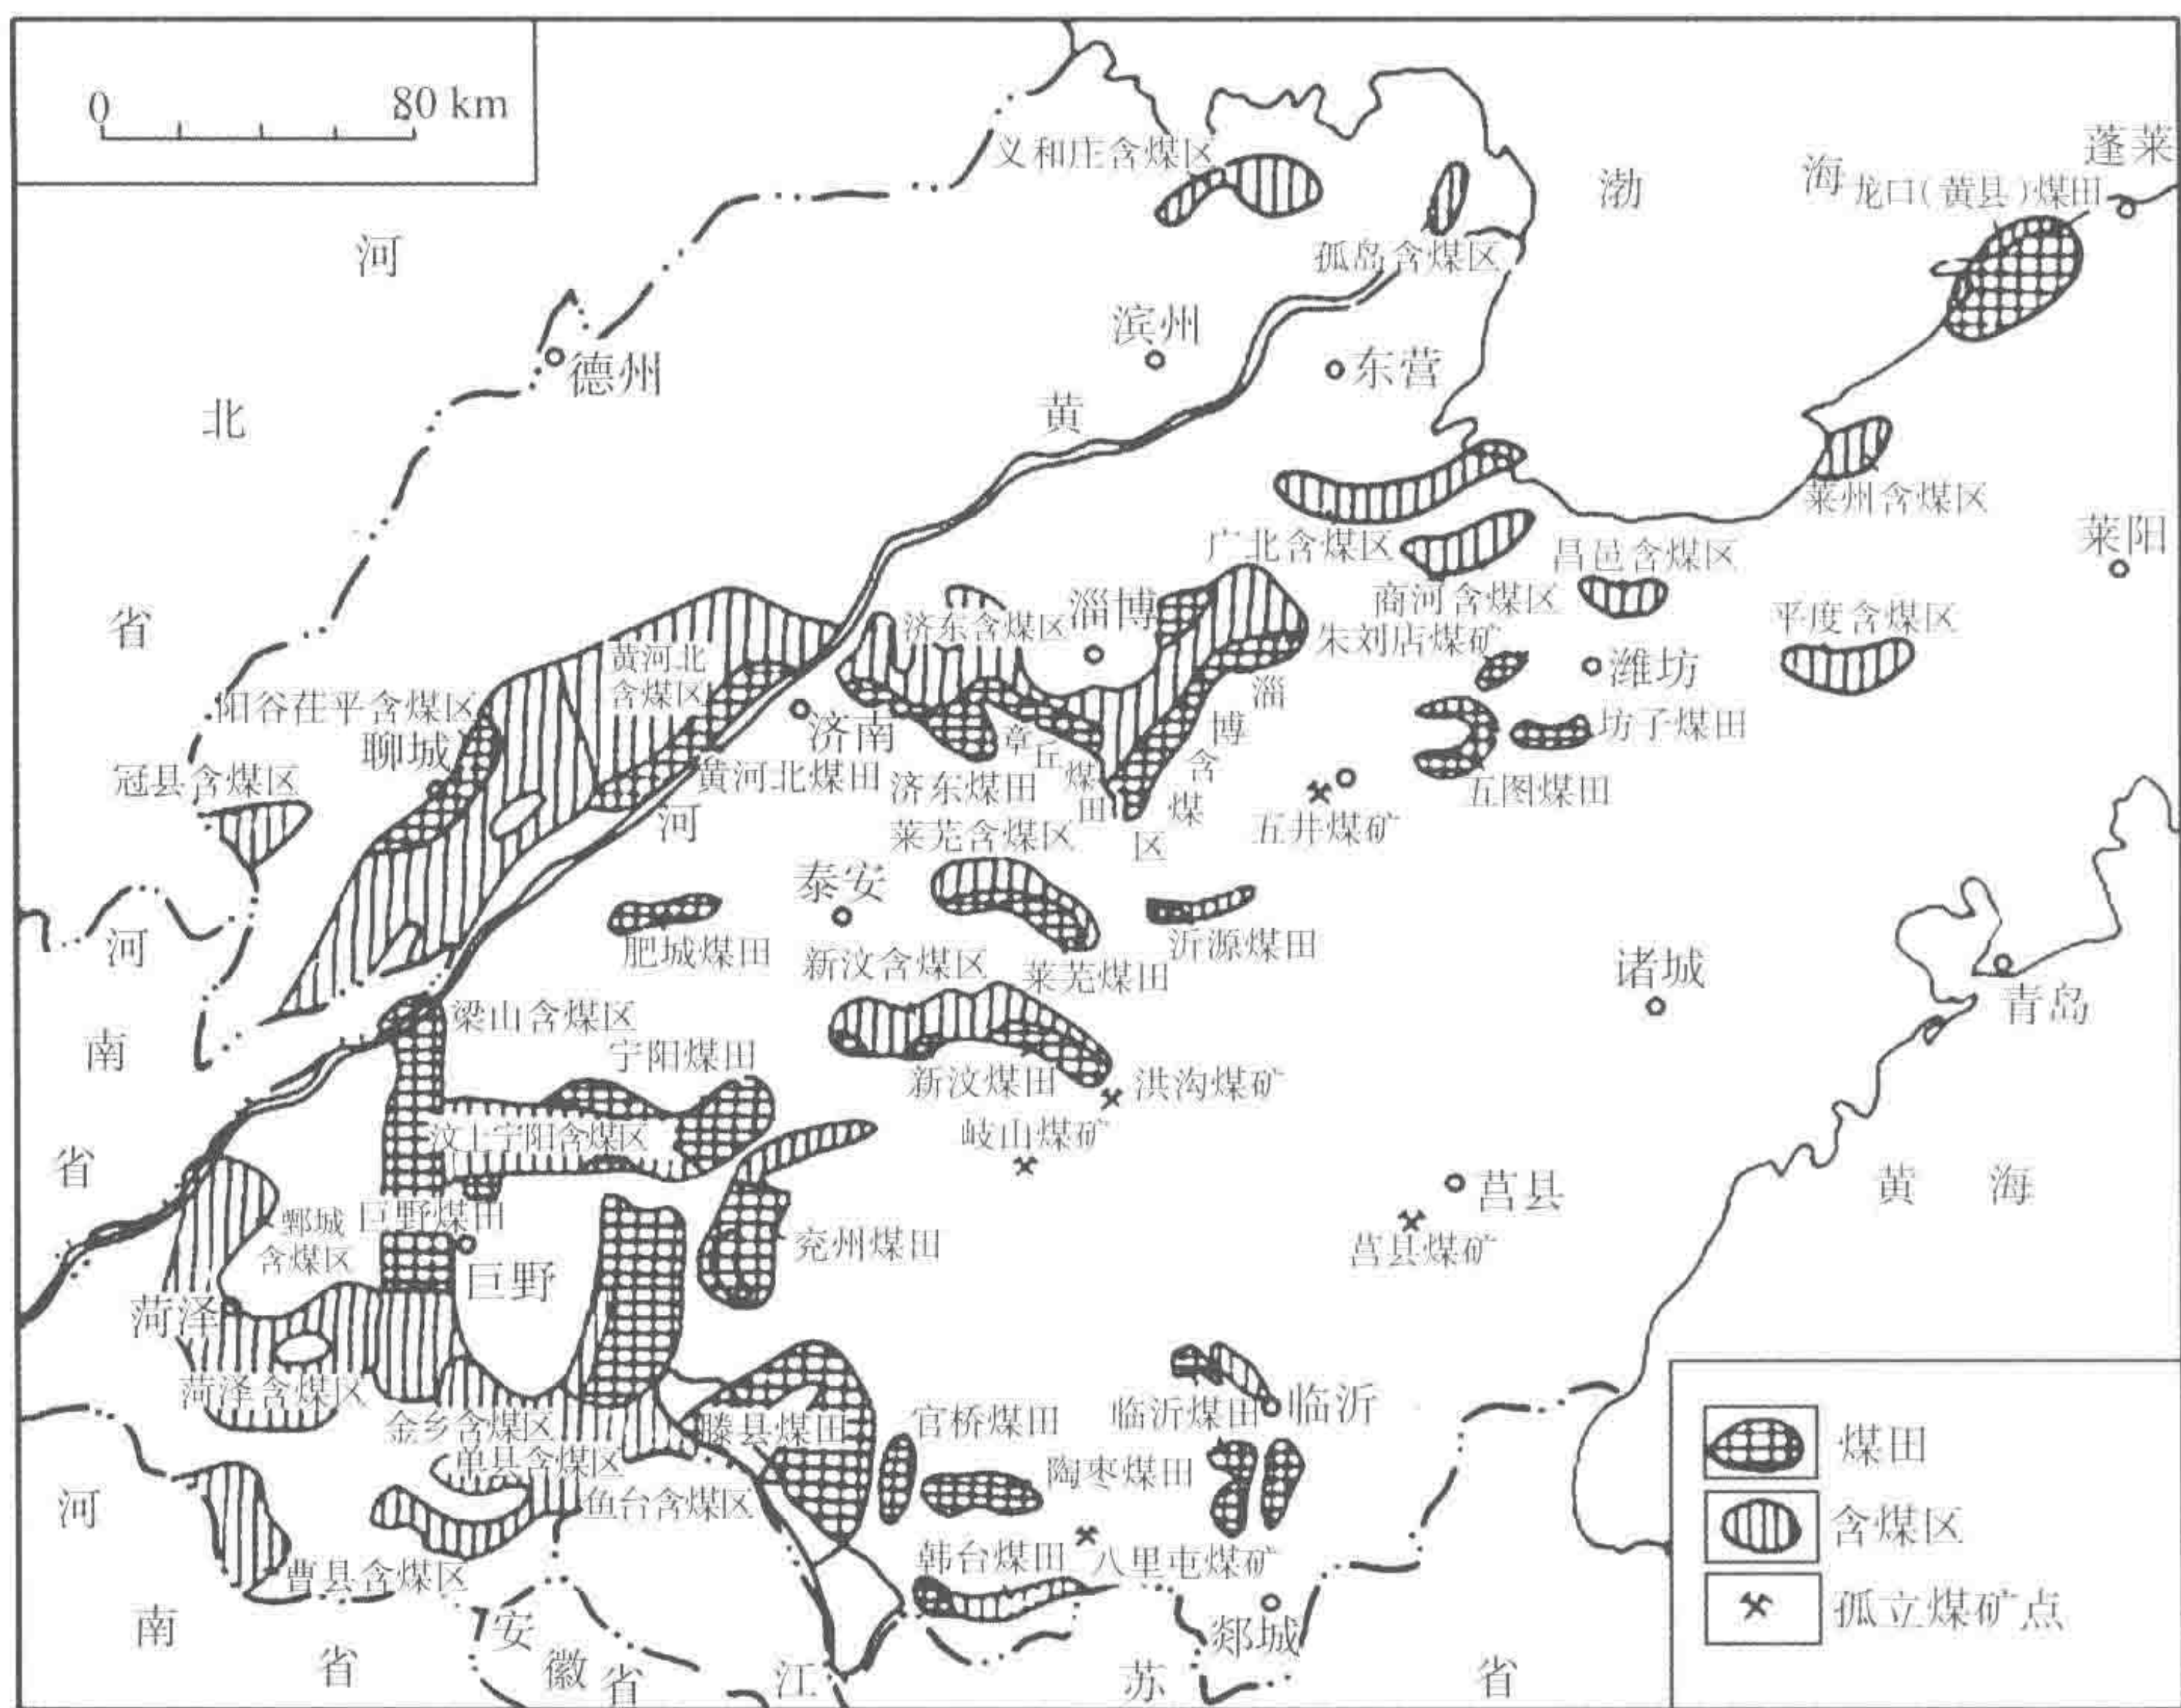 0 80 km
义和庄含煤区
渤
海
蓬莱
龙口(黄县)煤田
孤岛含煤区
河
北
省
德州
滨州
东营
黄
河
莱州含煤区
莱阳
广北含煤区
昌邑含煤区
商河含煤区
平度含煤区
朱刘店煤矿
潍坊
坊子煤田
五图煤田
五井煤矿
淄博
济东含煤区
黄河北
含煤区
阳谷茌平含煤区
聊城
冠县含煤区
济南
黄河北煤田
济东煤田
章丘煤田
淄博含煤区
莱芜含煤区
泰安
肥城煤田
新汶含煤区
莱芜煤田
沂源煤田
诸城
青岛
河
南
省
梁山含煤区
宁阳煤田
新汶煤田
洪沟煤矿
汶上宁阳含煤区
岐山煤矿
莒县
莒县煤矿
黄
海
郓城
含煤区
巨野煤田
巨野
兖州煤田
菏泽
菏泽含煤区
金乡含煤区
单县含煤区
鱼台含煤区
滕县煤田
官桥煤田
临沂煤田
临沂
陶枣煤田
曹县含煤区
韩台煤田
八里屯煤矿
郯城
河
南
省
安
徽
省
江
苏
省
煤田
含煤区
孤立煤矿点